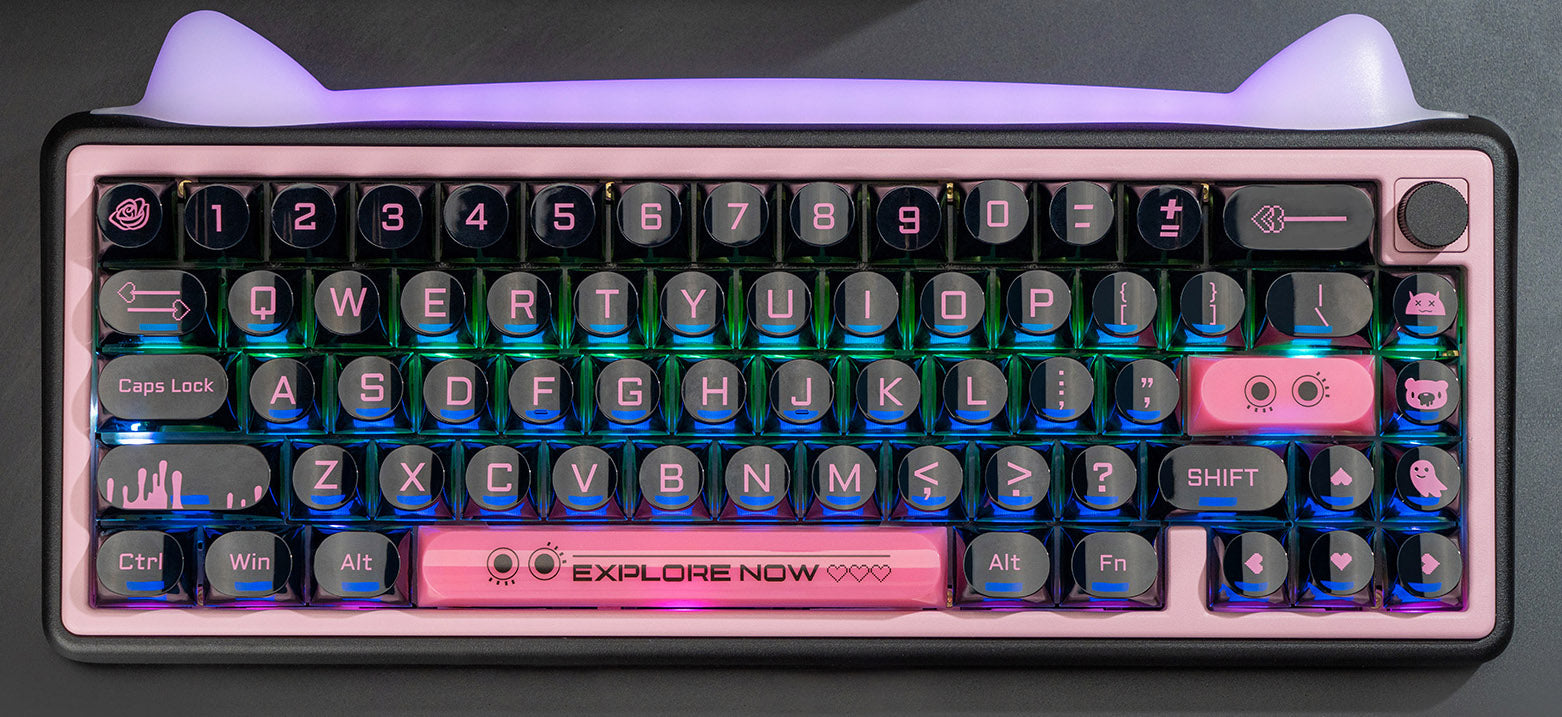 1 2 3 4 5 6 7 8 9 0 - + =
Q W E R T Y U I O P { [ } ] | \
Caps Lock A S D F G H J K L : ; " '
Z X C V B N M < , > . ? SHIFT
Ctrl Win Alt EXPLORE NOW Alt Fn